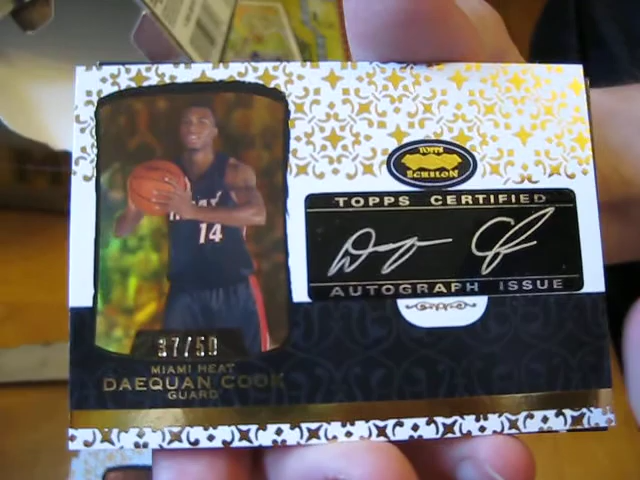 TOPPS
ECHELON
TOPPS CERTIFIED
AUTOGRAPH ISSUE
14
37/50
MIAMI HEAT
DAEQUAN COOK
GUARD